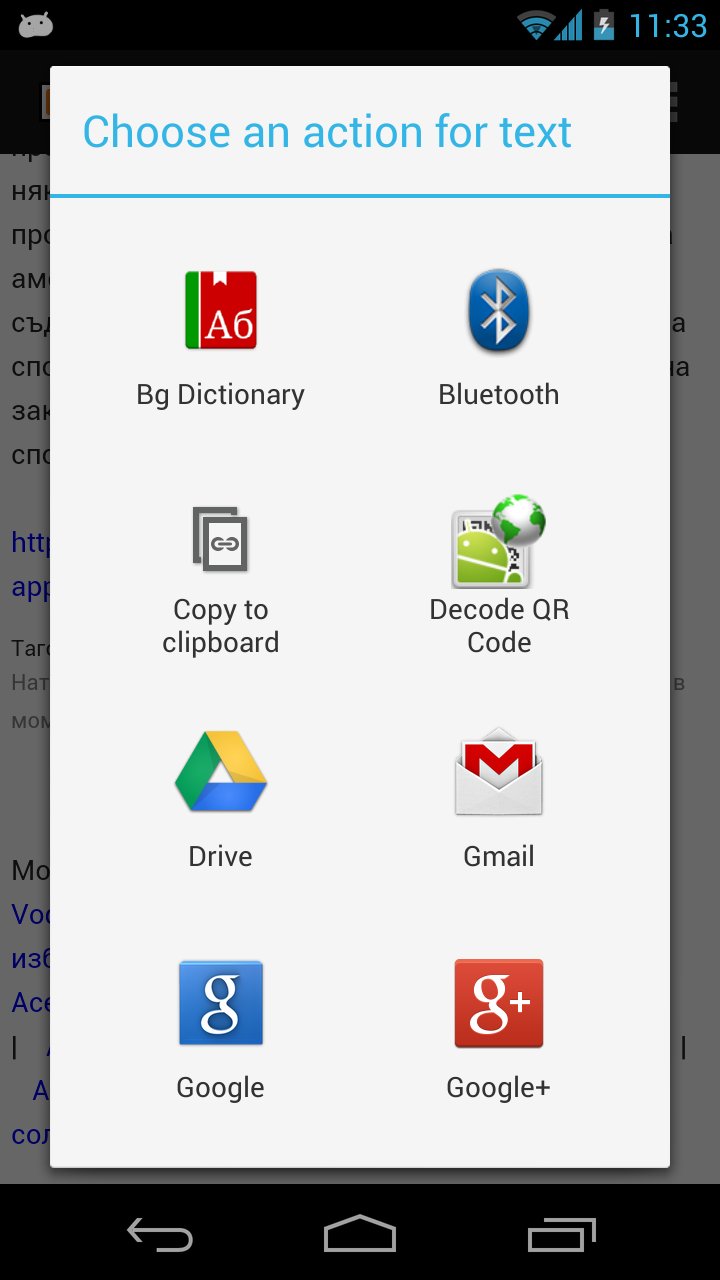 11:33
Choose an action for text
Аб
Bg Dictionary
Bluetooth
Copy to
clipboard
Decode QR
Code
Drive
Gmail
g
Google
g+
Google+
а
на
в
|
|